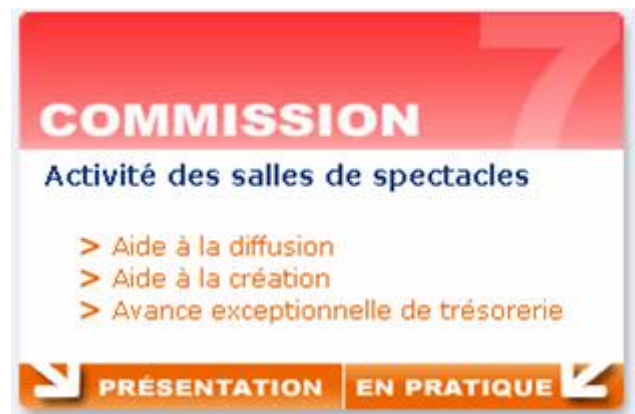 7
COMMISSION
Activité des salles de spectacles
> Aide à la diffusion
> Aide à la création
> Avance exceptionnelle de trésorerie
PRÉSENTATION EN PRATIQUE